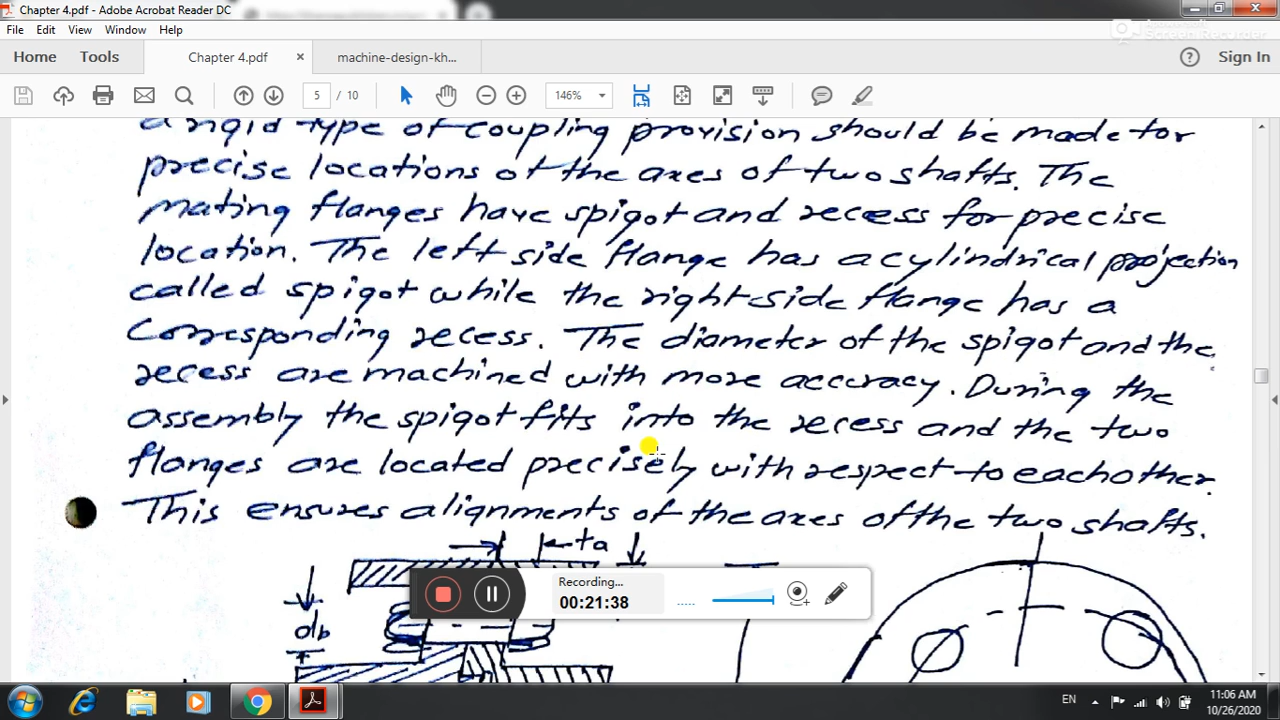 Chapter 4.pdf - Adobe Acrobat Reader DC
File Edit View Window Help
Home Tools Chapter 4.pdf × machine-design-kh... Sign In
5 / 10 146%
a rigid type of coupling provision should be made for
precise locations of the axes of two shafts. The
mating flanges have spigot and recess for precise
location. The left side flange has a cylindrical projection
called spigot while the right-side flange has a
Corresponding recess. The diameter of the spigot and the
recess are machined with more accuracy. During the
assembly the spigot fits into the recess and the two
flanges are located precisely with respect to each other.
This ensures alignments of the axes of the two shafts.
ta
db
Recording...
00:21:38
EN 11:06 AM
10/26/2020